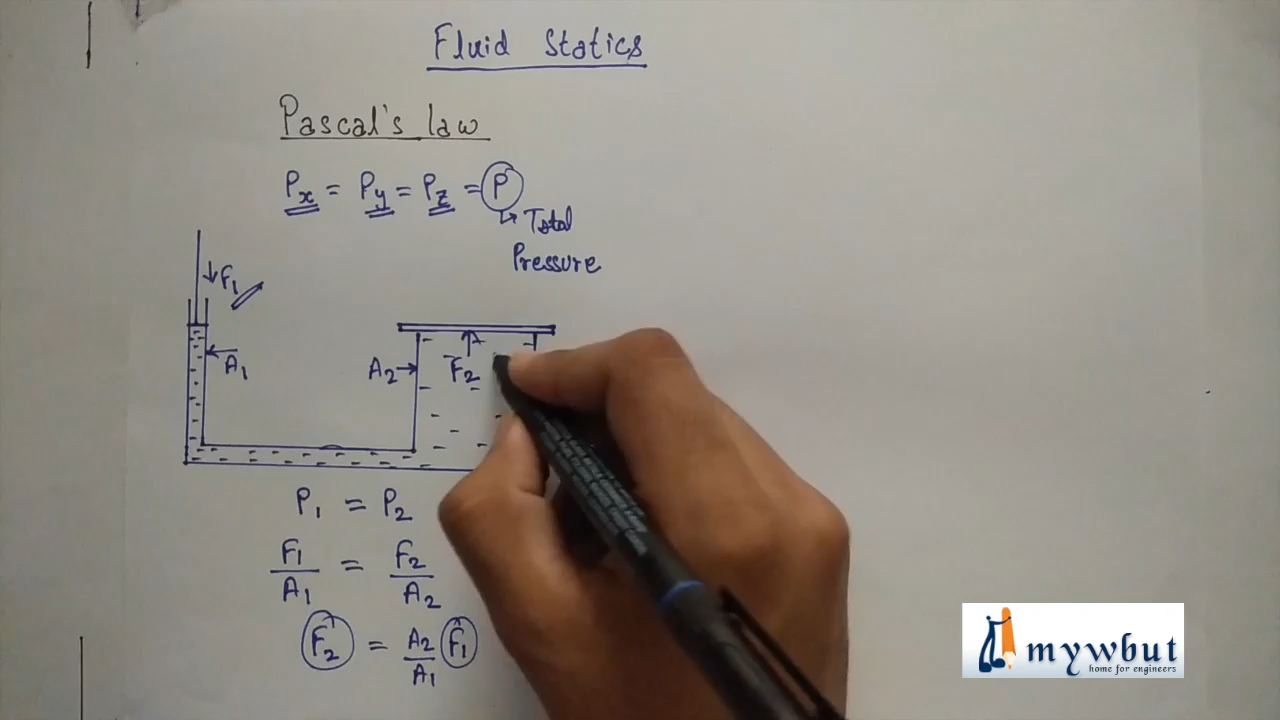 Fluid Statics
Pascal's law
Px = Py = Pz = P
Total
Pressure
F1
A1
A2
F2
P1 = P2
F1/A1 = F2/A2
F2 = A2/A1 F1
mywbut
home for engineers